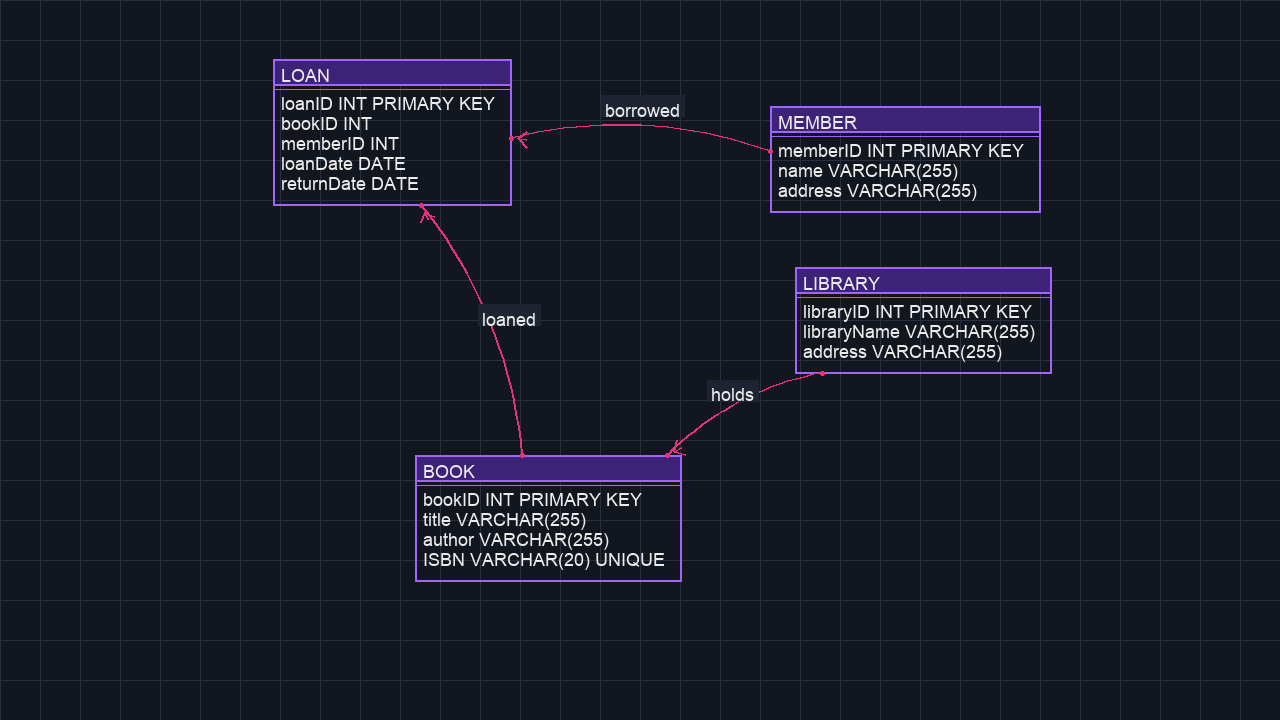 LOAN
loanID INT PRIMARY KEY
bookID INT
memberID INT
loanDate DATE
returnDate DATE
borrowed
MEMBER
memberID INT PRIMARY KEY
name VARCHAR(255)
address VARCHAR(255)
LIBRARY
libraryID INT PRIMARY KEY
libraryName VARCHAR(255)
address VARCHAR(255)
loaned
holds
BOOK
bookID INT PRIMARY KEY
title VARCHAR(255)
author VARCHAR(255)
ISBN VARCHAR(20) UNIQUE